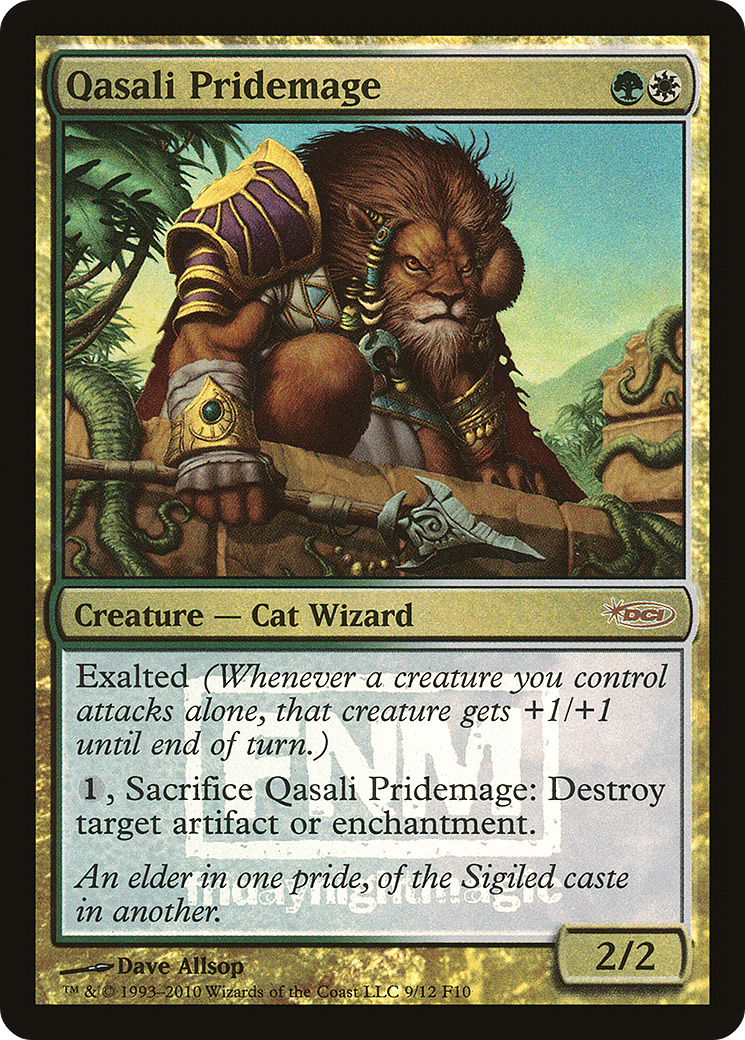 Qasali Pridemage
Creature — Cat Wizard
DCI
Exalted (Whenever a creature you control
attacks alone, that creature gets +1/+1
until end of turn.)
1, Sacrifice Qasali Pridemage: Destroy
target artifact or enchantment.
An elder in one pride, of the Sigiled caste
in another.
FNM
fridaynightmagic
2/2
Dave Allsop
™ & © 1993–2010 Wizards of the Coast LLC 9/12 F10